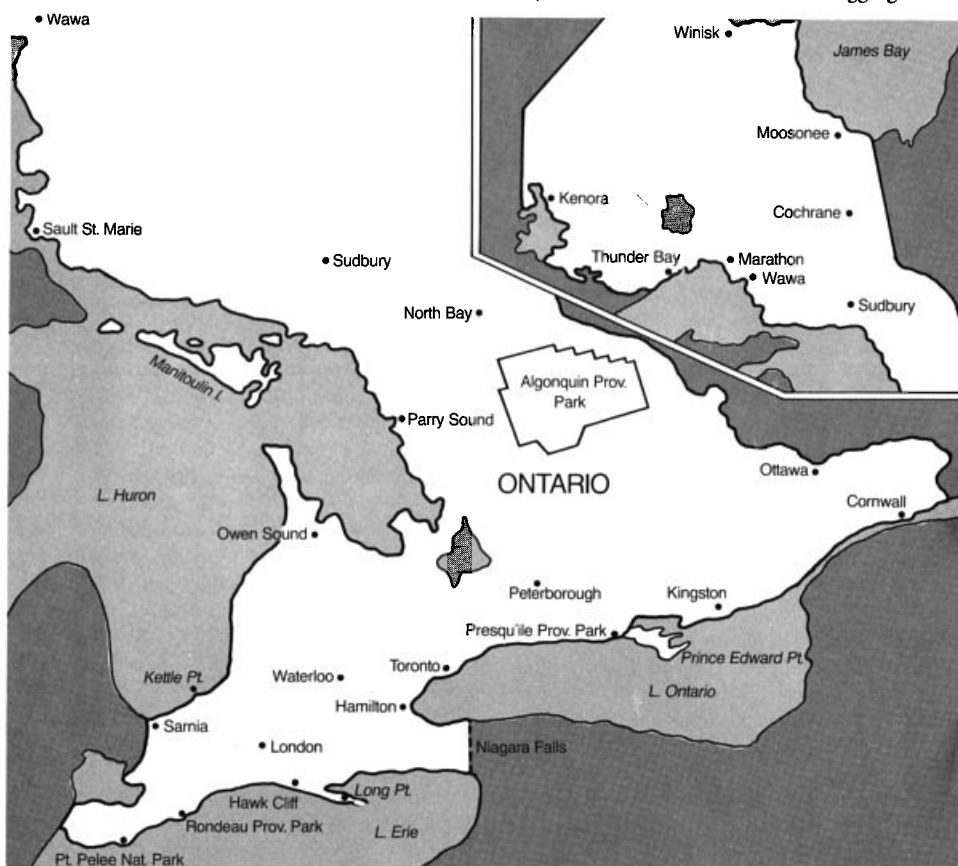 Wawa
Winisk
James Bay
Moosonee
Kenora
Cochrane
Sault St. Marie
Thunder Bay
Marathon
Wawa
Sudbury
Sudbury
North Bay
Manitoulin I.
Algonquin Prov.
Park
Parry Sound
ONTARIO
Ottawa
L. Huron
Cornwall
Owen Sound
Peterborough
Kingston
Presqu'ile Prov. Park
Prince Edward Pt.
Toronto
Kettle Pt.
Waterloo
L. Ontario
Hamilton
Sarnia
London
Niagara Falls
Hawk Cliff
Long Pt.
Rondeau Prov. Park
L. Erie
Pt. Pelee Nat. Park